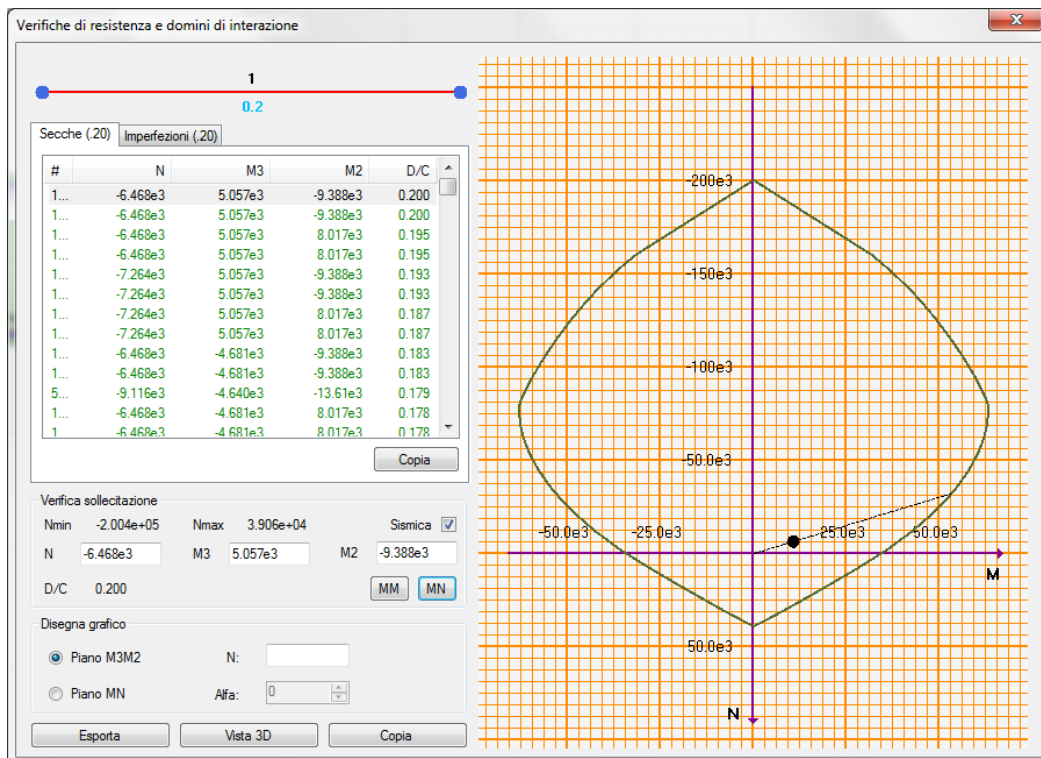 Verifiche di resistenza e domini di interazione
1
0.2
Secche (.20) Imperfezioni (.20)
# N M3 M2 D/C
1... -6.468e3 5.057e3 -9.388e3 0.200
1... -6.468e3 5.057e3 -9.388e3 0.200
1... -6.468e3 5.057e3 8.017e3 0.195
1... -6.468e3 5.057e3 8.017e3 0.195
1... -7.264e3 5.057e3 -9.388e3 0.193
1... -7.264e3 5.057e3 -9.388e3 0.193
1... -7.264e3 5.057e3 8.017e3 0.187
1... -7.264e3 5.057e3 8.017e3 0.187
1... -6.468e3 -4.681e3 -9.388e3 0.183
1... -6.468e3 -4.681e3 -9.388e3 0.183
5... -9.116e3 -4.640e3 -13.61e3 0.179
1... -6.468e3 -4.681e3 8.017e3 0.178
1 -6.468e3 -4.681e3 8.017e3 0.178
Copia
Verifica sollecitazione
Nmin -2.004e+05 Nmax 3.906e+04 Sismica
N -6.468e3 M3 5.057e3 M2 -9.388e3
D/C 0.200 MM MN
Disegna grafico
Piano M3M2 N:
Piano MN Alfa: 0
Esporta Vista 3D Copia
-200e3
-150e3
-100e3
-50.0e3
-50.0e3 -25.0e3 25.0e3 50.0e3
M
50.0e3
N